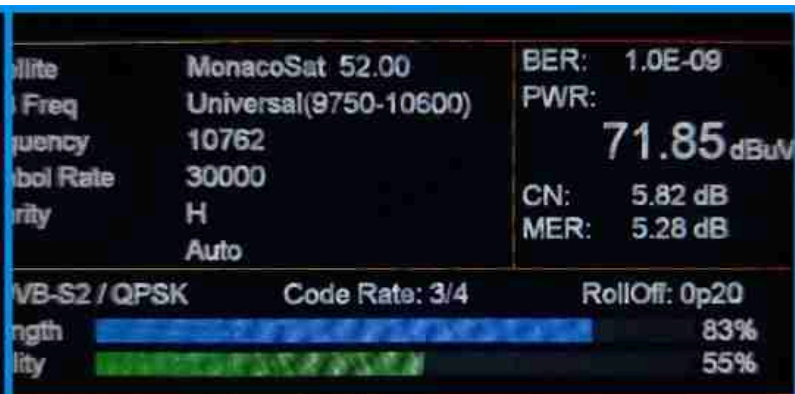 llite MonacoSat 52.00
Freq Universal(9750-10600)
quency 10762
bol Rate 30000
rity H
Auto
BER: 1.0E-09
PWR:
71.85 dBuV
CN: 5.82 dB
MER: 5.28 dB
VB-S2 / QPSK Code Rate: 3/4 RollOff: 0p20
ngth 83%
lity 55%